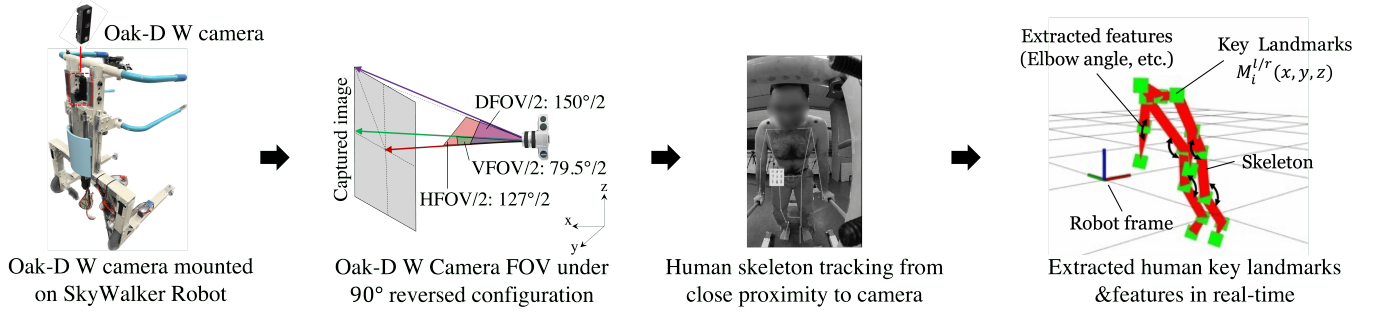 Oak-D W camera
Oak-D W camera mounted
on SkyWalker Robot
Captured image
DFOV/2: 150°/2
VFOV/2: 79.5°/2
HFOV/2: 127°/2
z
x
y
Oak-D W Camera FOV under
90° reversed configuration
Human skeleton tracking from
close proximity to camera
Extracted features
(Elbow angle, etc.)
Key Landmarks
M_i^{l/r}(x, y, z)
Skeleton
Robot frame
Extracted human key landmarks
&features in real-time